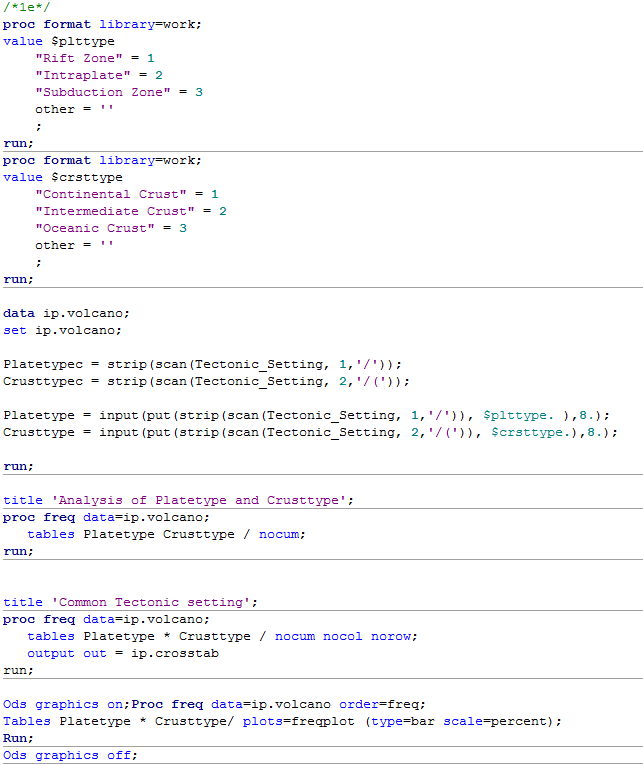 /*1e*/
proc format library=work;
value $plttype
    "Rift Zone" = 1
    "Intraplate" = 2
    "Subduction Zone" = 3
    other = ''
    ;
run;
proc format library=work;
value $crsttype
    "Continental Crust" = 1
    "Intermediate Crust" = 2
    "Oceanic Crust" = 3
    other = ''
    ;
run;
data ip.volcano;
set ip.volcano;
Platetypec = strip(scan(Tectonic_Setting, 1,'/'));
Crusttypec = strip(scan(Tectonic_Setting, 2,'/('));
Platetype = input(put(strip(scan(Tectonic_Setting, 1,'/')), $plttype. ),8.);
Crusttype = input(put(strip(scan(Tectonic_Setting, 2,'/(')), $crsttype.),8.);
run;
title 'Analysis of Platetype and Crusttype';
proc freq data=ip.volcano;
   tables Platetype Crusttype / nocum;
run;
title 'Common Tectonic setting';
proc freq data=ip.volcano;
   tables Platetype * Crusttype / nocum nocol norow;
   output out = ip.crosstab
run;
Ods graphics on;Proc freq data=ip.volcano order=freq;
Tables Platetype * Crusttype/ plots=freqplot (type=bar scale=percent);
Run;
Ods graphics off;